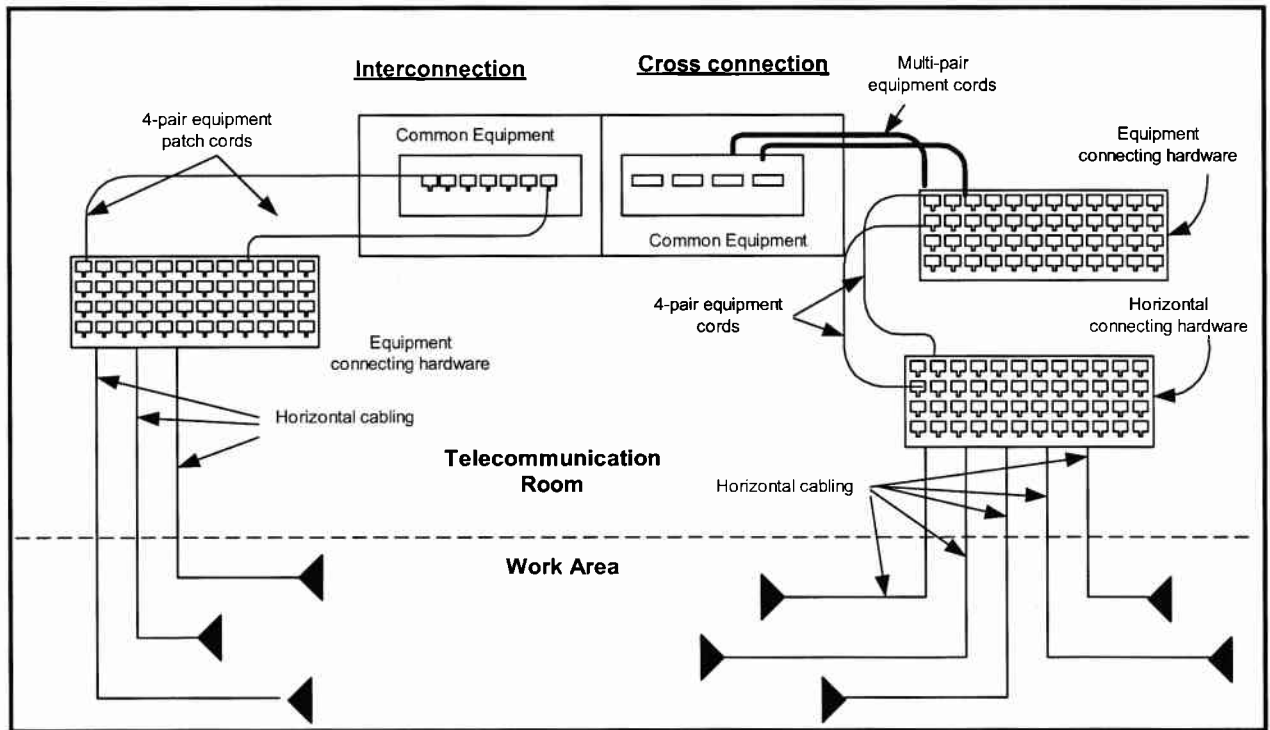 Interconnection
Cross connection
Multi-pair
equipment cords
4-pair equipment
patch cords
Common Equipment
Equipment
connecting hardware
Common Equipment
4-pair equipment
cords
Horizontal
connecting hardware
Equipment
connecting hardware
Horizontal cabling
Telecommunication
Room
Horizontal cabling
Work Area